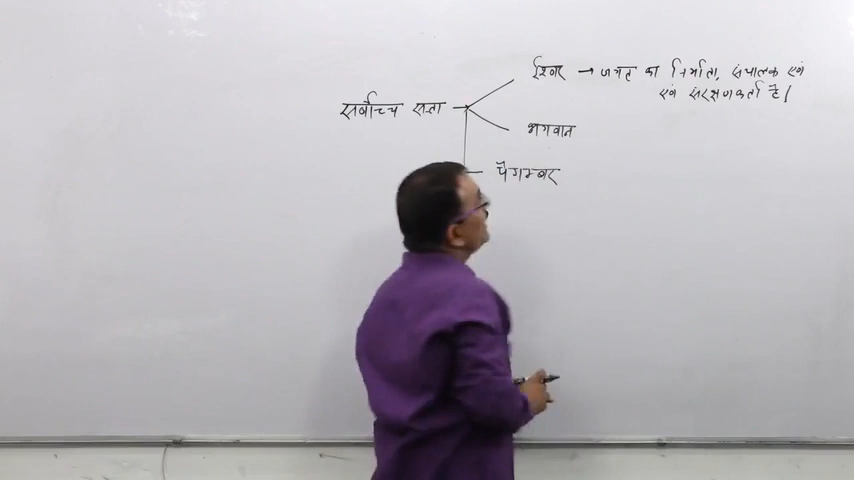 ईश्वर → जगत का निर्माता, संचालक एवं
एवं संरक्षणकर्ता है।
सर्वोच्च सत्ता
भगवान
पैगम्बर